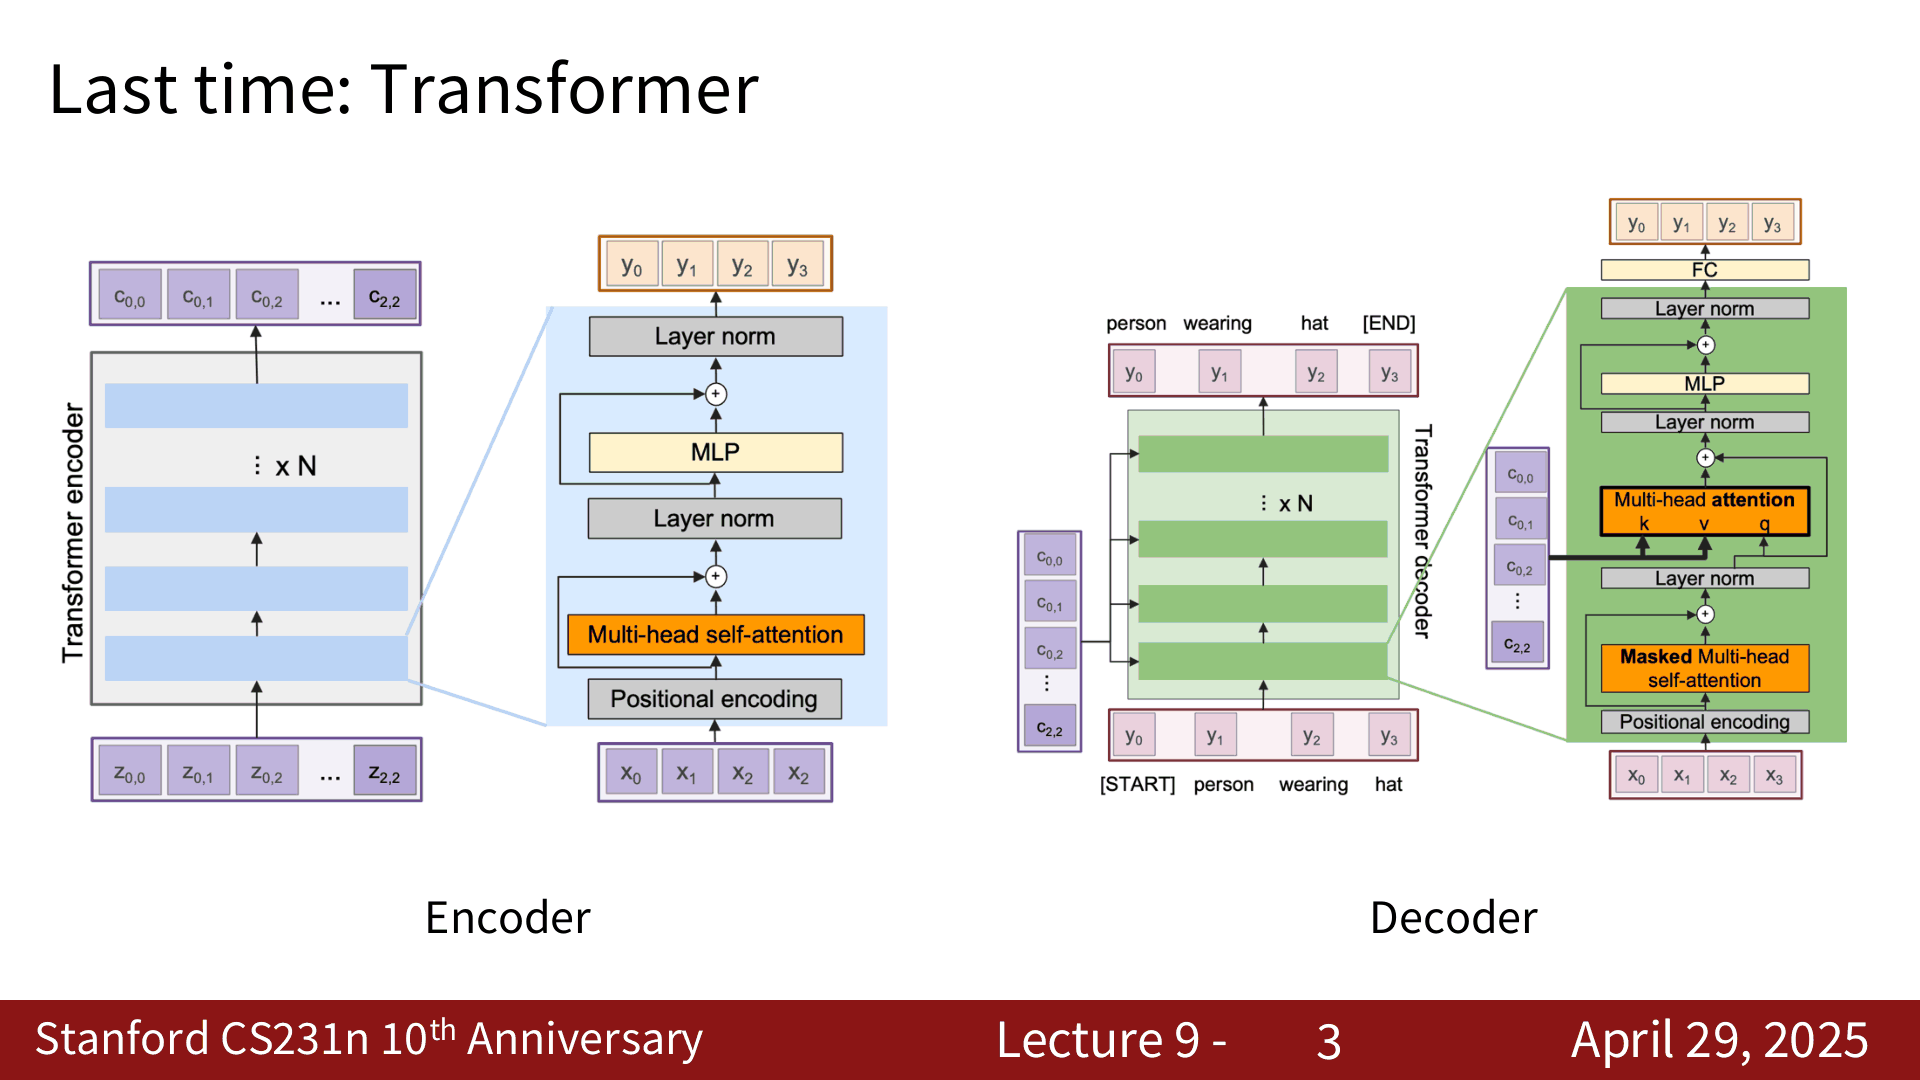 Last time: Transformer
c0,0 c0,1 c0,2 ... c2,2
Transformer encoder
⋮ x N
z0,0 z0,1 z0,2 ... z2,2
y0 y1 y2 y3
Layer norm
+
MLP
Layer norm
+
Multi-head self-attention
Positional encoding
x0 x1 x2 x2
Encoder
person wearing hat [END]
y0 y1 y2 y3
Transformer decoder
⋮ x N
c0,0
c0,1
c0,2
⋮
c2,2
y0 y1 y2 y3
[START] person wearing hat
y0 y1 y2 y3
FC
Layer norm
+
MLP
Layer norm
+
Multi-head attention
k v q
Layer norm
+
Masked Multi-head
self-attention
Positional encoding
x0 x1 x2 x3
c0,0
c0,1
c0,2
⋮
c2,2
Decoder
Stanford CS231n 10th Anniversary
Lecture 9 - 3
April 29, 2025